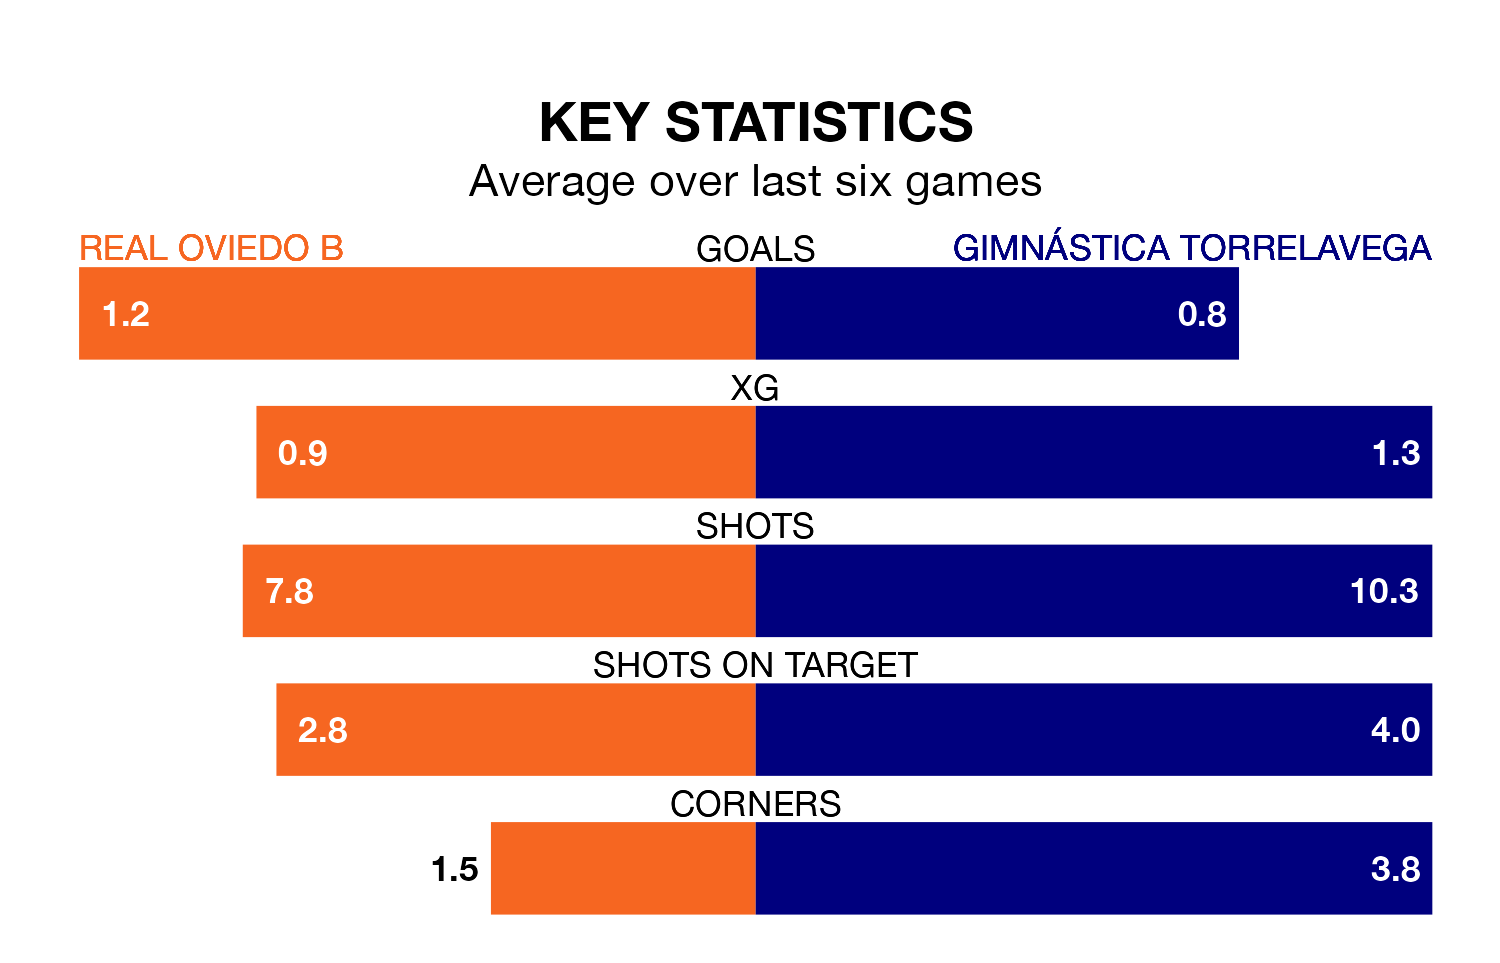 KEY STATISTICS
Average over last six games
REAL OVIEDO B GOALS GIMNÁSTICA TORRELAVEGA
1.2 0.8
XG
0.9 1.3
SHOTS
7.8 10.3
SHOTS ON TARGET
2.8 4.0
CORNERS
1.5 3.8